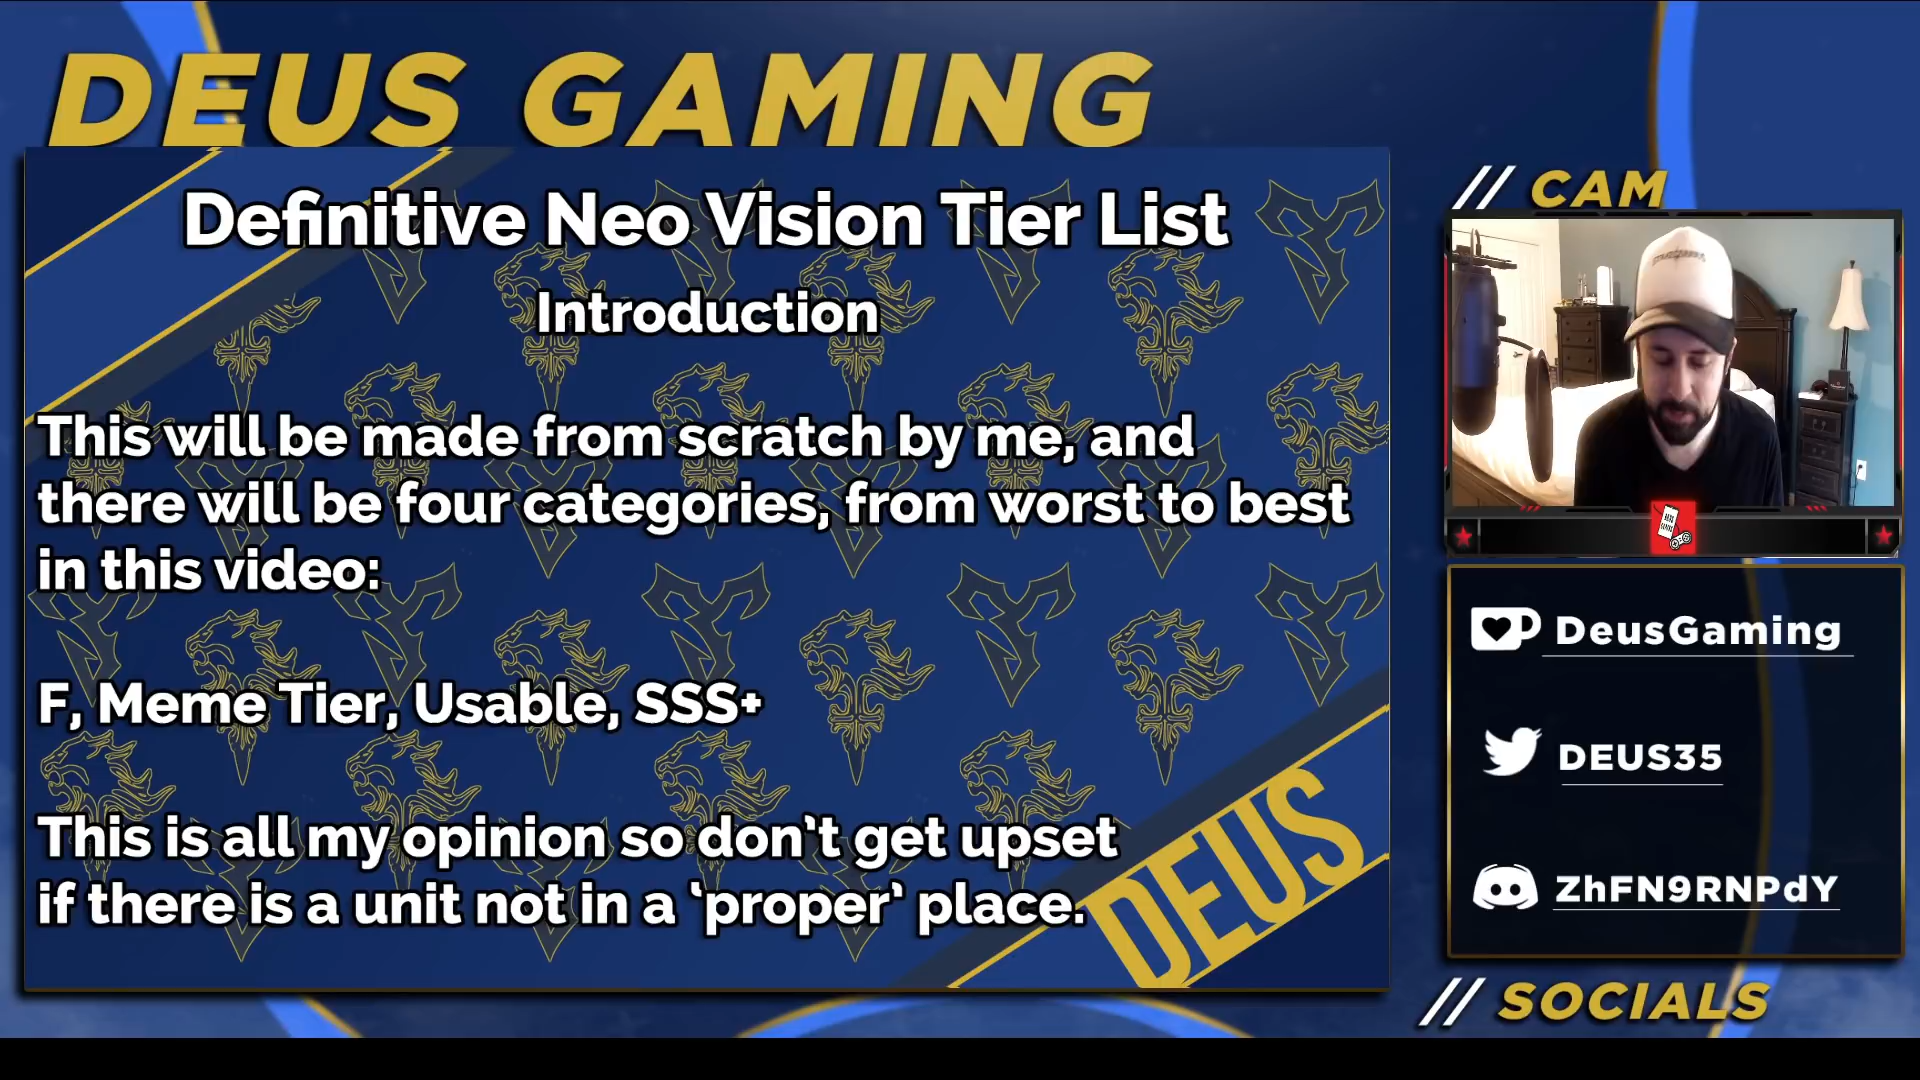 DEUS GAMING
Definitive Neo Vision Tier List
Introduction
This will be made from scratch by me, and
there will be four categories, from worst to best
in this video:
F, Meme Tier, Usable, SSS+
This is all my opinion so don't get upset
if there is a unit not in a ‘proper’ place.
DEUS
// CAM
DeusGaming
DEUS35
ZhFN9RNPdY
// SOCIALS